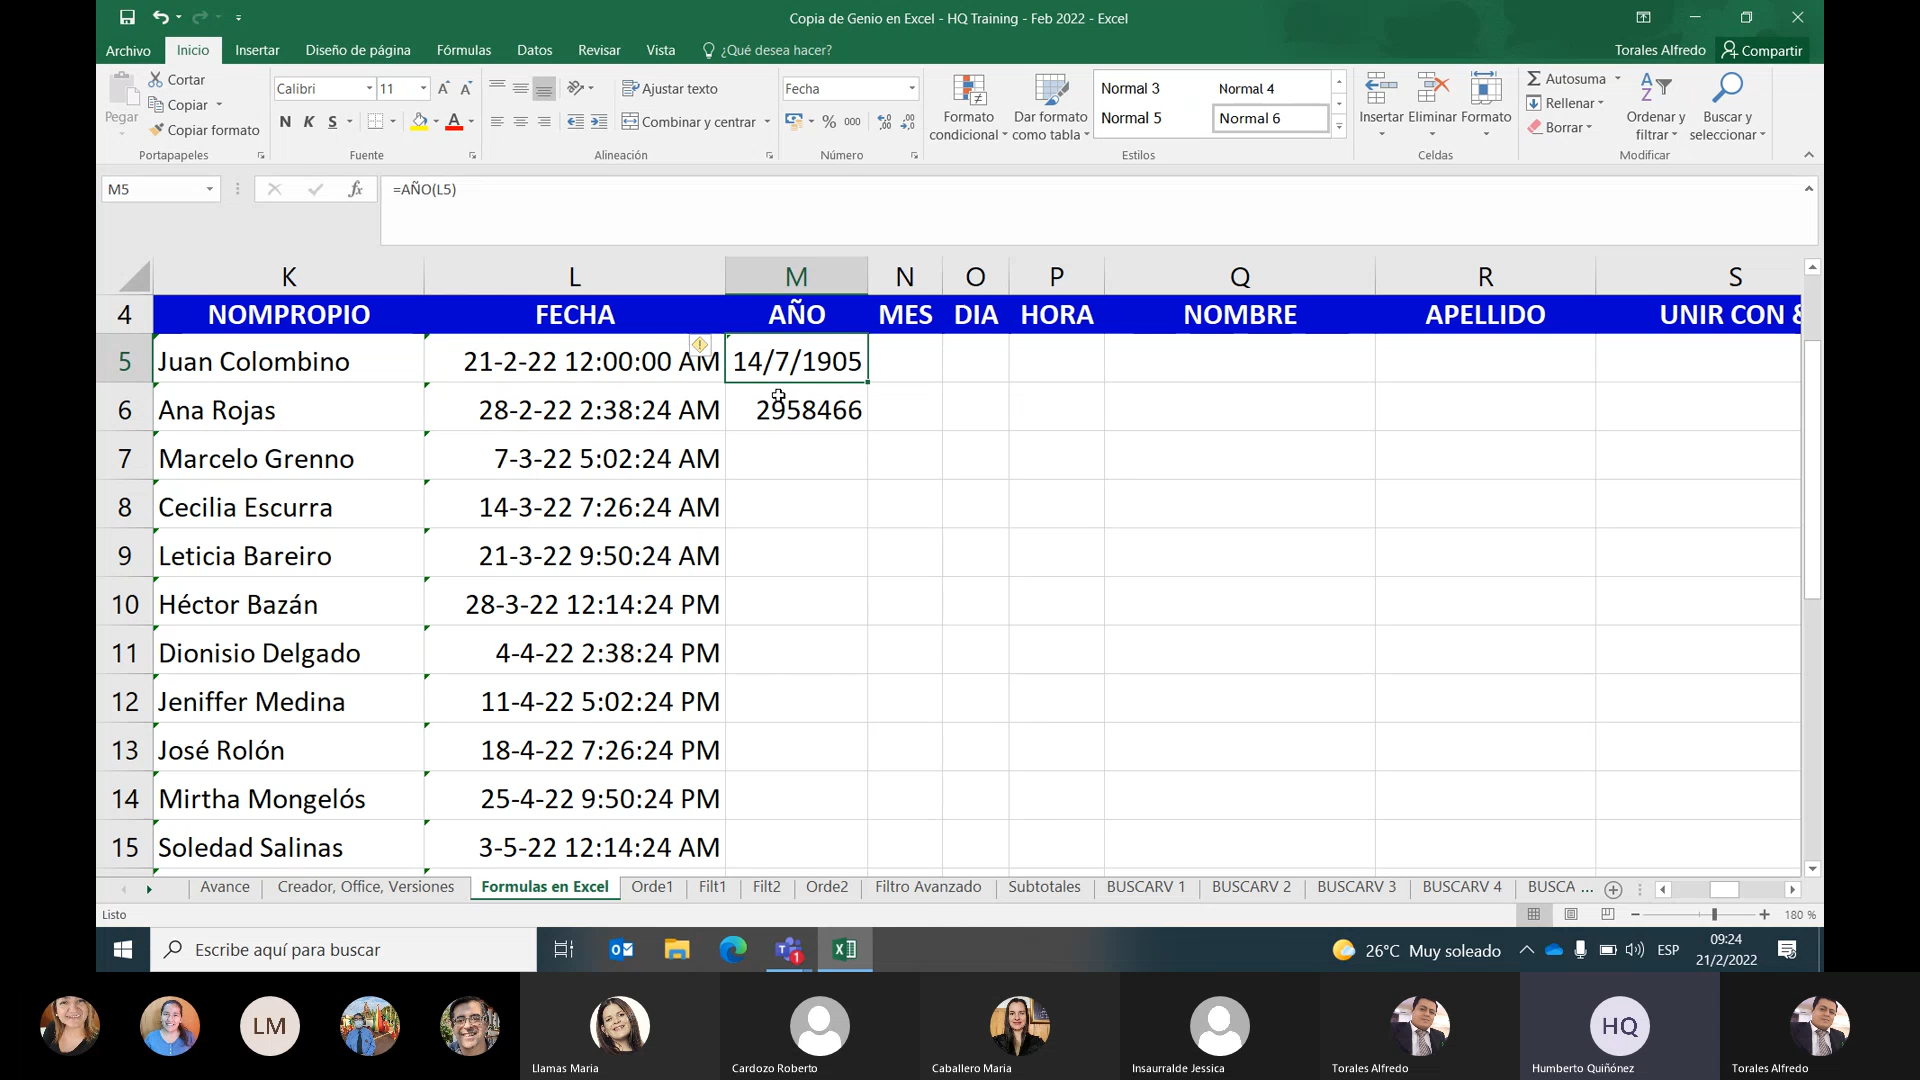 Copia de Genio en Excel - HQ Training - Feb 2022 - Excel
Archivo Inicio Insertar Diseño de página Fórmulas Datos Revisar Vista ¿Qué desea hacer? Torales Alfredo Compartir
Pegar
Cortar
Copiar
Copiar formato
Portapapeles
Calibri 11
N K S
Fuente
Ajustar texto
Combinar y centrar
Alineación
Fecha
% 000
Número
Formato condicional
Dar formato como tabla
Normal 3 Normal 4
Normal 5 Normal 6
Estilos
Insertar Eliminar Formato
Celdas
Autosuma
Rellenar
Borrar
Ordenar y filtrar
Buscar y seleccionar
Modificar
M5 fx =AÑO(L5)
K L M N O P Q R S
4 NOMPROPIO FECHA AÑO MES DIA HORA NOMBRE APELLIDO UNIR CON &
5 Juan Colombino 21-2-22 12:00:00 AM 14/7/1905
6 Ana Rojas 28-2-22 2:38:24 AM 2958466
7 Marcelo Grenno 7-3-22 5:02:24 AM
8 Cecilia Escurra 14-3-22 7:26:24 AM
9 Leticia Bareiro 21-3-22 9:50:24 AM
10 Héctor Bazán 28-3-22 12:14:24 PM
11 Dionisio Delgado 4-4-22 2:38:24 PM
12 Jeniffer Medina 11-4-22 5:02:24 PM
13 José Rolón 18-4-22 7:26:24 PM
14 Mirtha Mongelós 25-4-22 9:50:24 PM
15 Soledad Salinas 3-5-22 12:14:24 AM
Avance Creador, Office, Versiones Formulas en Excel Orde1 Filt1 Filt2 Orde2 Filtro Avanzado Subtotales BUSCARV 1 BUSCARV 2 BUSCARV 3 BUSCARV 4 BUSCA ...
Listo 180 %
Escribe aquí para buscar 1 26°C Muy soleado ESP 09:24
21/2/2022
LM HQ
Llamas Maria Cardozo Roberto Caballero Maria Insaurralde Jessica Torales Alfredo Humberto Quiñónez Torales Alfredo